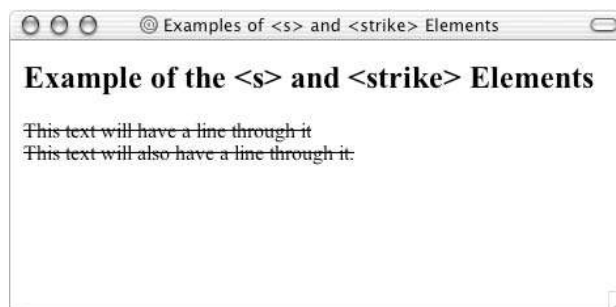 @ Examples of <s> and <strike> Elements
Example of the <s> and <strike> Elements
This text will have a line through it
This text will also have a line through it.